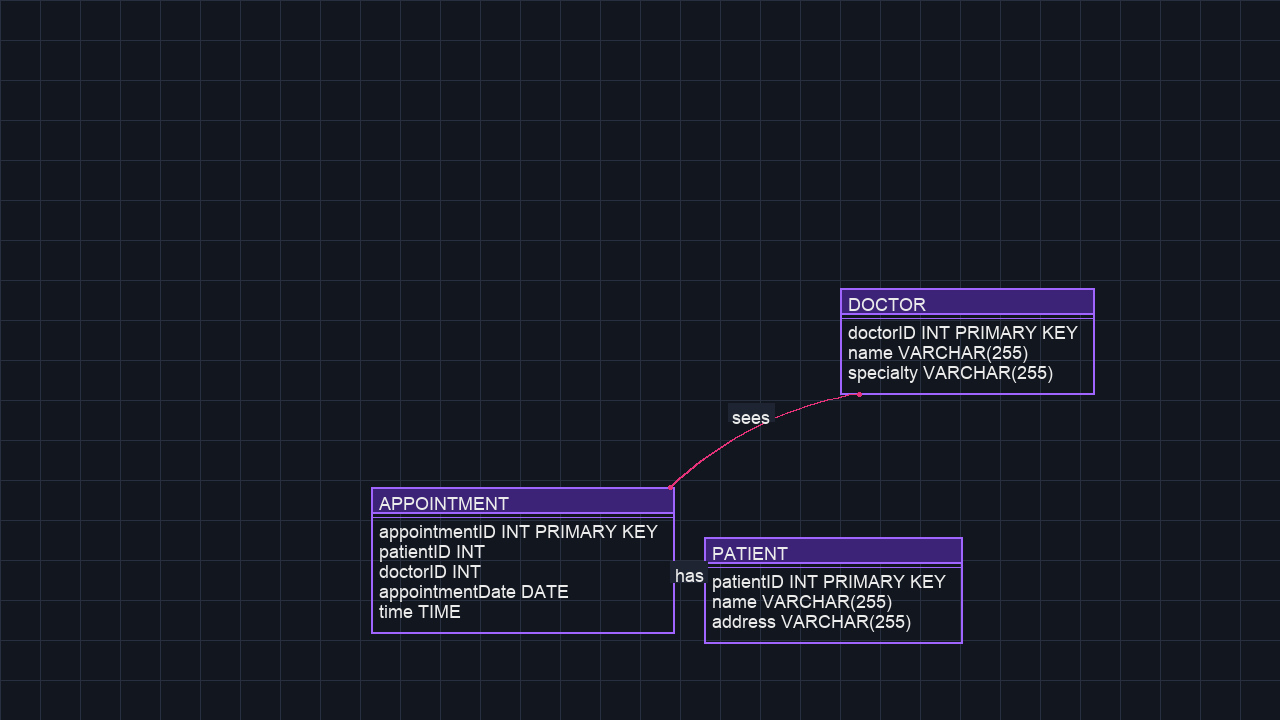 DOCTOR
doctorID INT PRIMARY KEY
name VARCHAR(255)
specialty VARCHAR(255)
sees
APPOINTMENT
appointmentID INT PRIMARY KEY
patientID INT
doctorID INT
appointmentDate DATE
time TIME
has
PATIENT
patientID INT PRIMARY KEY
name VARCHAR(255)
address VARCHAR(255)